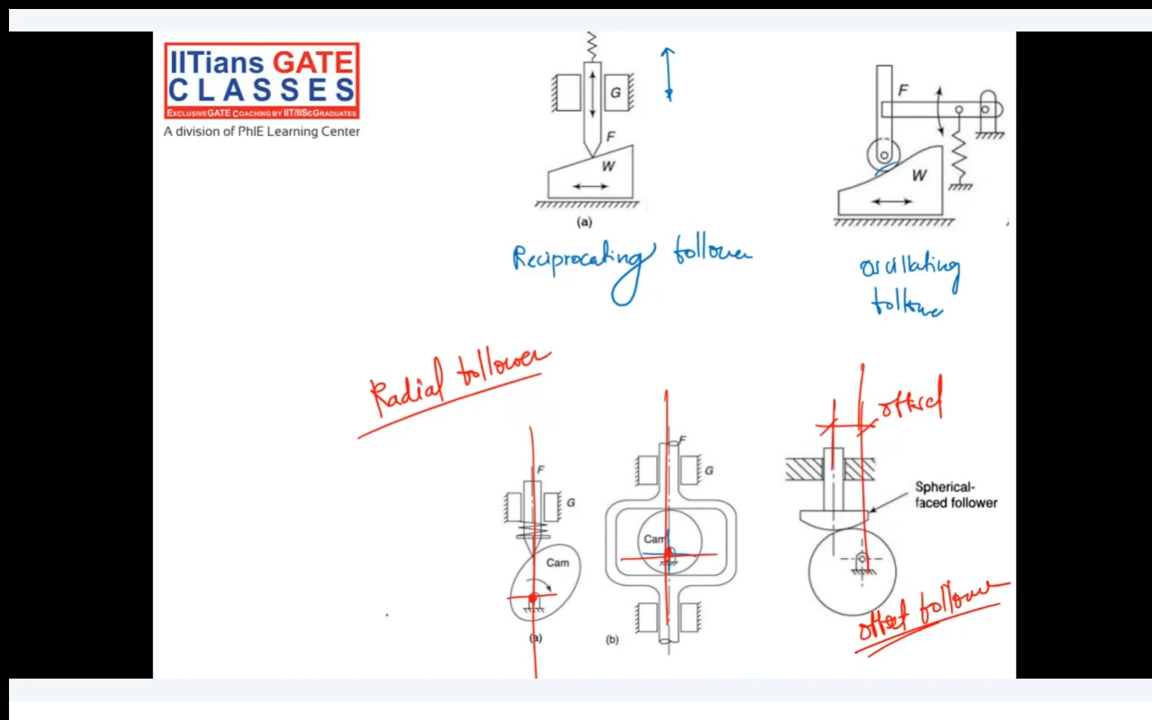 IITians GATE
CLASSES
EXCLUSIVE GATE COACHING BY IIT/IISC GRADUATES
A division of PhIE Learning Center
G
F
W
(a)
Reciprocating follower
F
W
oscillating
follower
Radial follower
F
G
Cam
(a)
F
G
Cam
(b)
offset
Spherical-
faced follower
offset follower